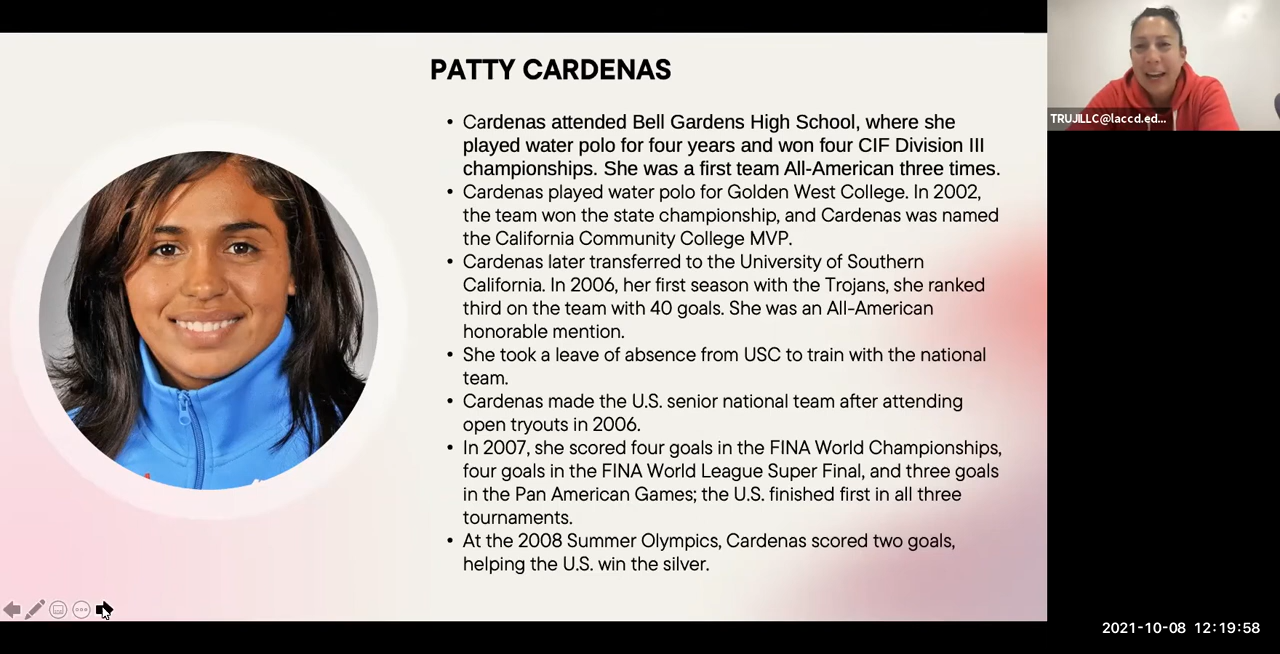 PATTY CARDENAS
• Cardenas attended Bell Gardens High School, where she
played water polo for four years and won four CIF Division III
championships. She was a first team All-American three times.
• Cardenas played water polo for Golden West College. In 2002,
the team won the state championship, and Cardenas was named
the California Community College MVP.
• Cardenas later transferred to the University of Southern
California. In 2006, her first season with the Trojans, she ranked
third on the team with 40 goals. She was an All-American
honorable mention.
• She took a leave of absence from USC to train with the national
team.
• Cardenas made the U.S. senior national team after attending
open tryouts in 2006.
• In 2007, she scored four goals in the FINA World Championships,
four goals in the FINA World League Super Final, and three goals
in the Pan American Games; the U.S. finished first in all three
tournaments.
• At the 2008 Summer Olympics, Cardenas scored two goals,
helping the U.S. win the silver.
TRUJILLC@laccd.ed...
2021-10-08 12:19:58